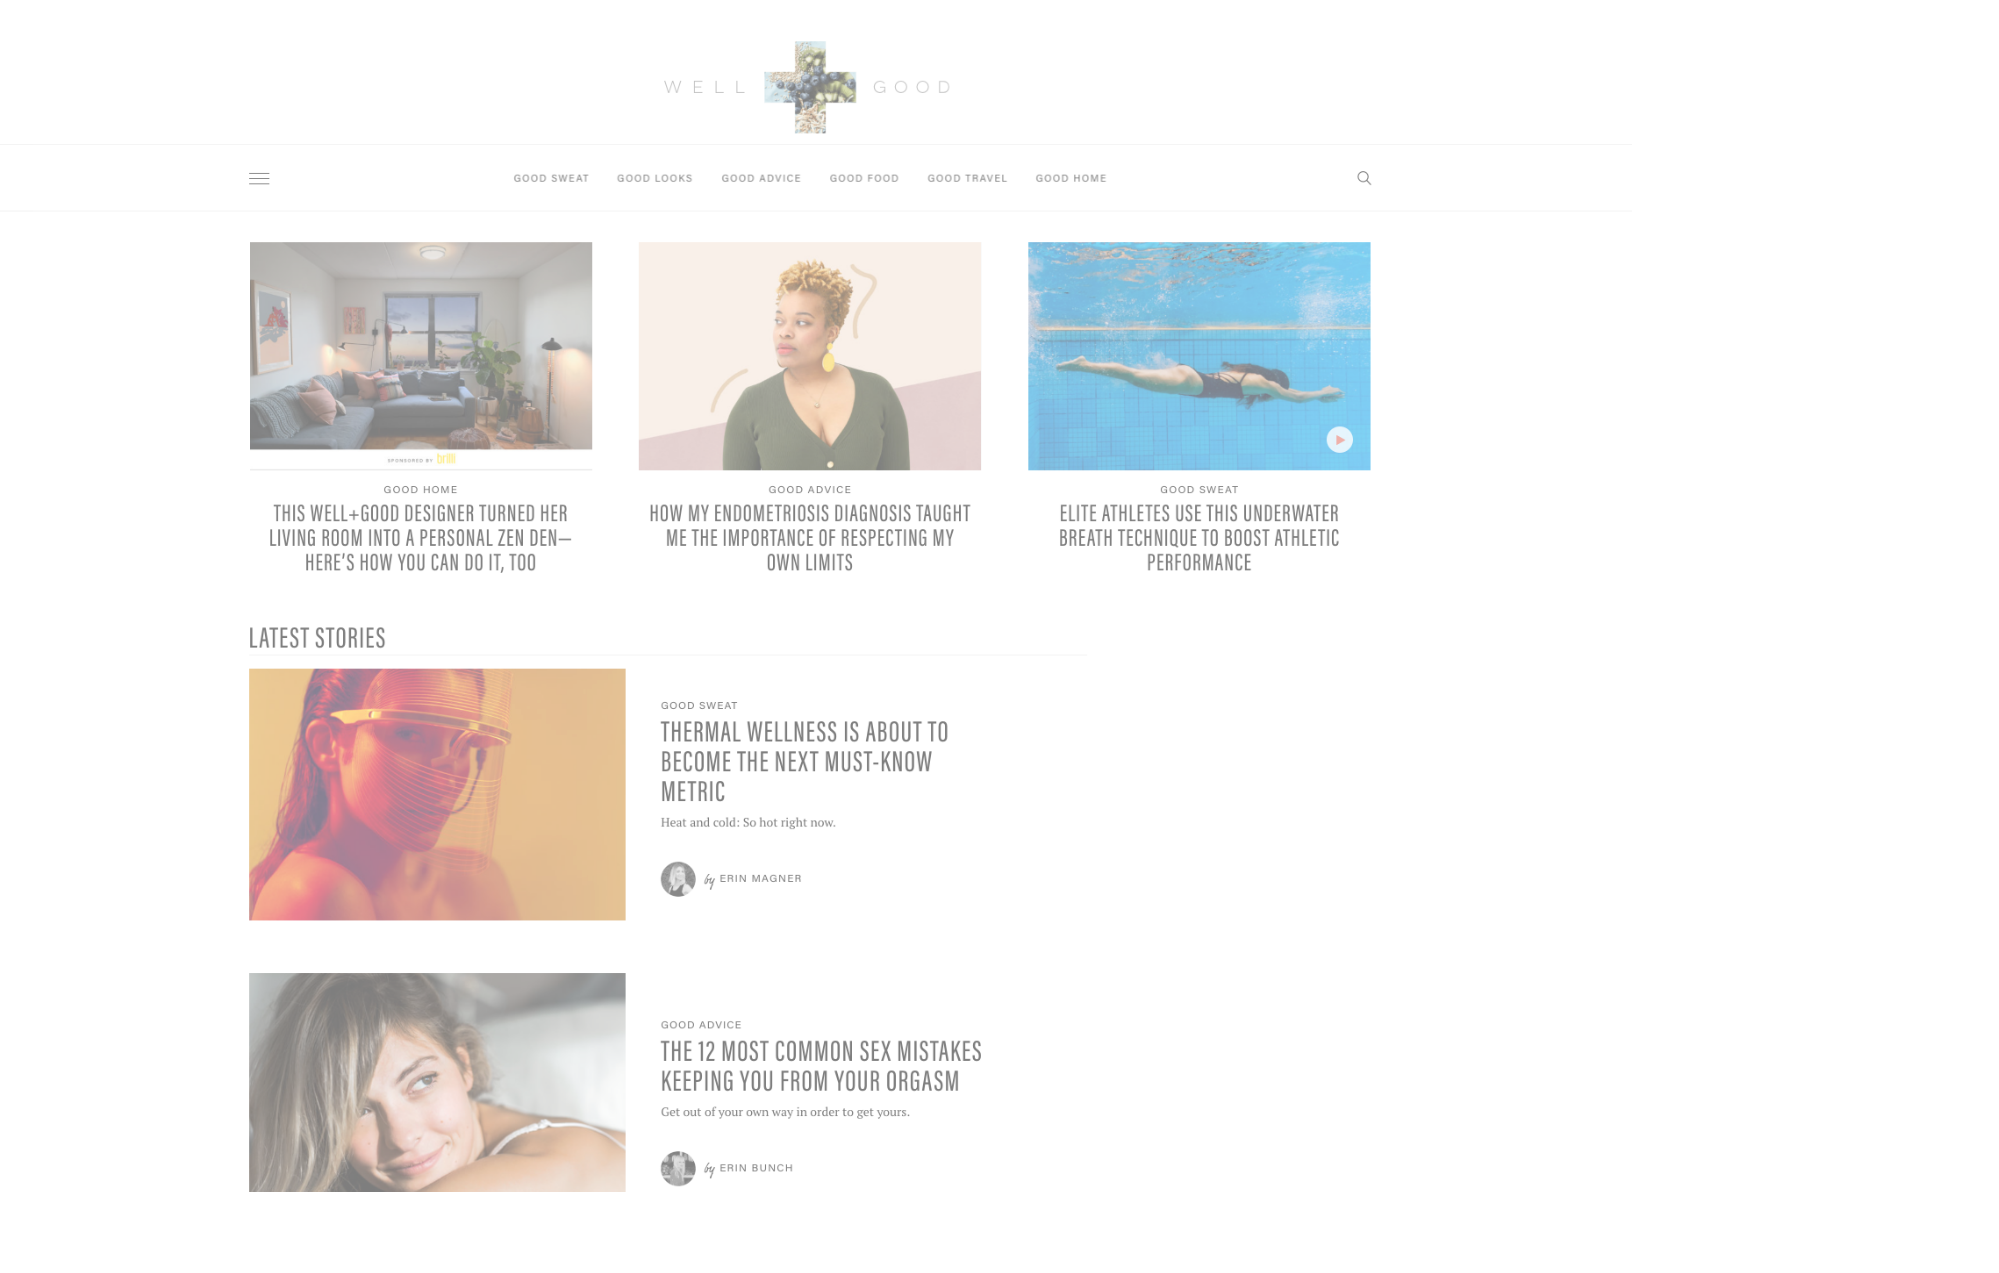 WELL GOOD
GOOD SWEAT GOOD LOOKS GOOD ADVICE GOOD FOOD GOOD TRAVEL GOOD HOME
SPONSORED BY brilli
GOOD HOME
THIS WELL+GOOD DESIGNER TURNED HER
LIVING ROOM INTO A PERSONAL ZEN DEN—
HERE’S HOW YOU CAN DO IT, TOO
GOOD ADVICE
HOW MY ENDOMETRIOSIS DIAGNOSIS TAUGHT
ME THE IMPORTANCE OF RESPECTING MY
OWN LIMITS
GOOD SWEAT
ELITE ATHLETES USE THIS UNDERWATER
BREATH TECHNIQUE TO BOOST ATHLETIC
PERFORMANCE
LATEST STORIES
GOOD SWEAT
THERMAL WELLNESS IS ABOUT TO
BECOME THE NEXT MUST-KNOW
METRIC
Heat and cold: So hot right now.
by ERIN MAGNER
GOOD ADVICE
THE 12 MOST COMMON SEX MISTAKES
KEEPING YOU FROM YOUR ORGASM
Get out of your own way in order to get yours.
by ERIN BUNCH